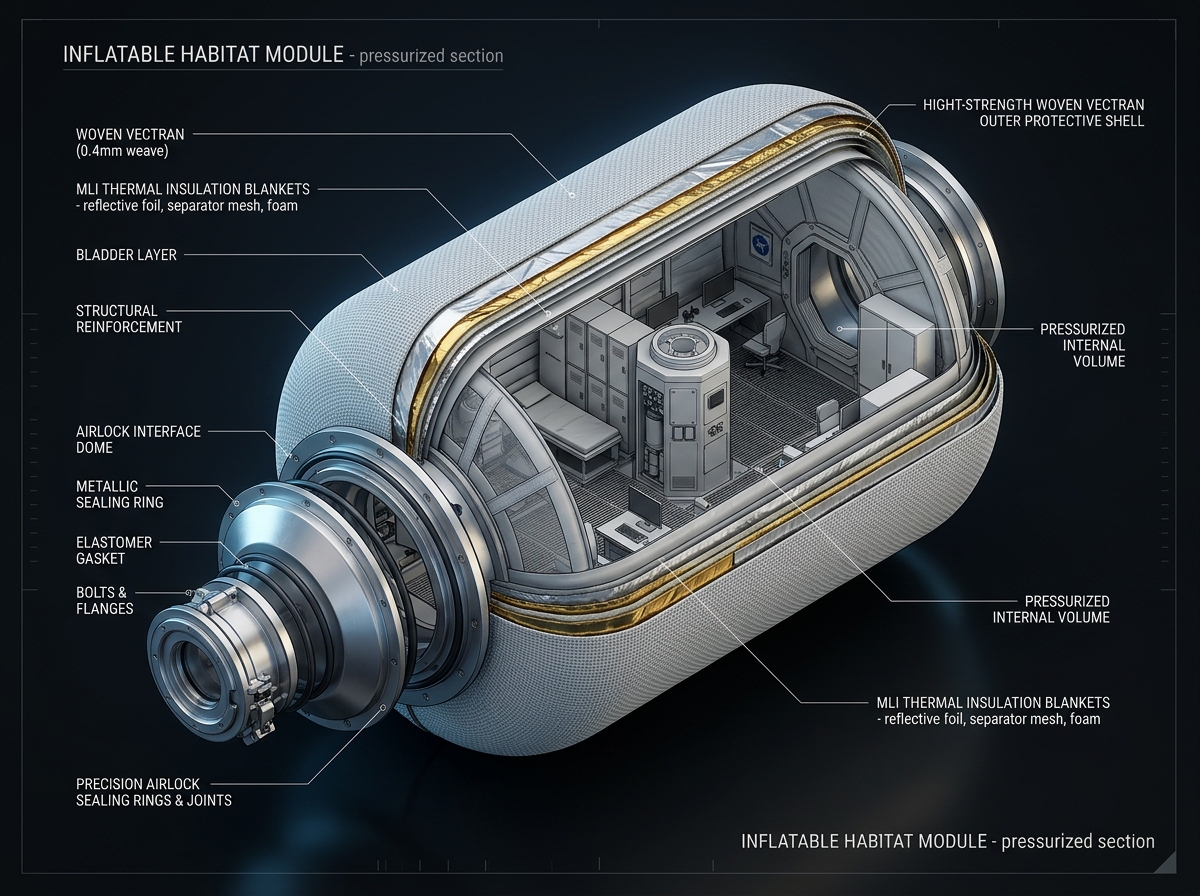 INFLATABLE HABITAT MODULE - pressurized section
WOVEN VECTRAN
(0.4mm weave)
MLI THERMAL INSULATION BLANKETS
- reflective foil, separator mesh, foam
BLADDER LAYER
STRUCTURAL
REINFORCEMENT
AIRLOCK INTERFACE
DOME
METALLIC
SEALING RING
ELASTOMER
GASKET
BOLTS &
FLANGES
PRECISION AIRLOCK
SEALING RINGS & JOINTS
HIGHT-STRENGTH WOVEN VECTRAN
OUTER PROTECTIVE SHELL
PRESSURIZED
INTERNAL
VOLUME
PRESSURIZED
INTERNAL VOLUME
MLI THERMAL INSULATION BLANKETS
- reflective foil, separator mesh, foam
INFLATABLE HABITAT MODULE - pressurized section